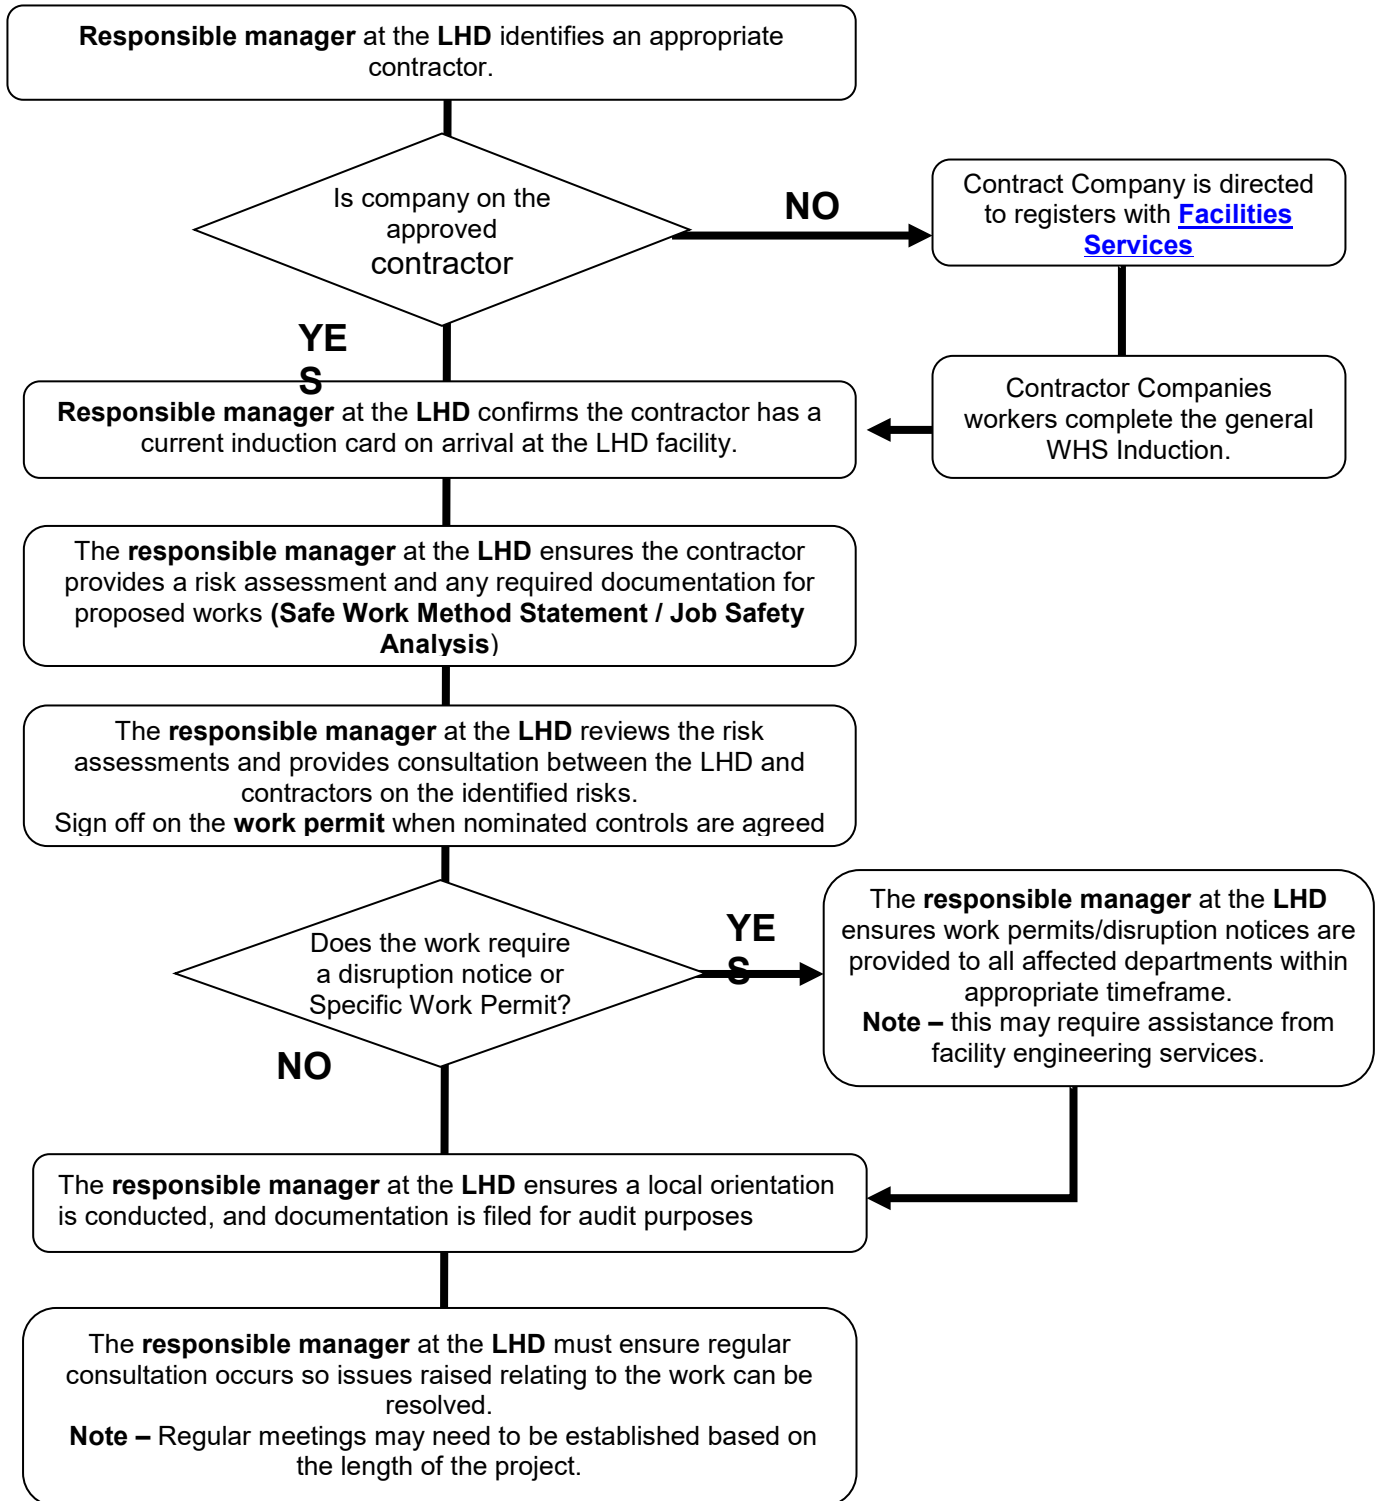 Responsible manager at the LHD identifies an appropriate
contractor.
Is company on the
approved
contractor
NO
Contract Company is directed
to registers with Facilities
Services
YE
S
Contractor Companies
workers complete the general
WHS Induction.
Responsible manager at the LHD confirms the contractor has a
current induction card on arrival at the LHD facility.
The responsible manager at the LHD ensures the contractor
provides a risk assessment and any required documentation for
proposed works (Safe Work Method Statement / Job Safety
Analysis)
The responsible manager at the LHD reviews the risk
assessments and provides consultation between the LHD and
contractors on the identified risks.
Sign off on the work permit when nominated controls are agreed
Does the work require
a disruption notice or
Specific Work Permit?
YE
S
The responsible manager at the LHD
ensures work permits/disruption notices are
provided to all affected departments within
appropriate timeframe.
Note – this may require assistance from
facility engineering services.
NO
The responsible manager at the LHD ensures a local orientation
is conducted, and documentation is filed for audit purposes
The responsible manager at the LHD must ensure regular
consultation occurs so issues raised relating to the work can be
resolved.
Note – Regular meetings may need to be established based on
the length of the project.